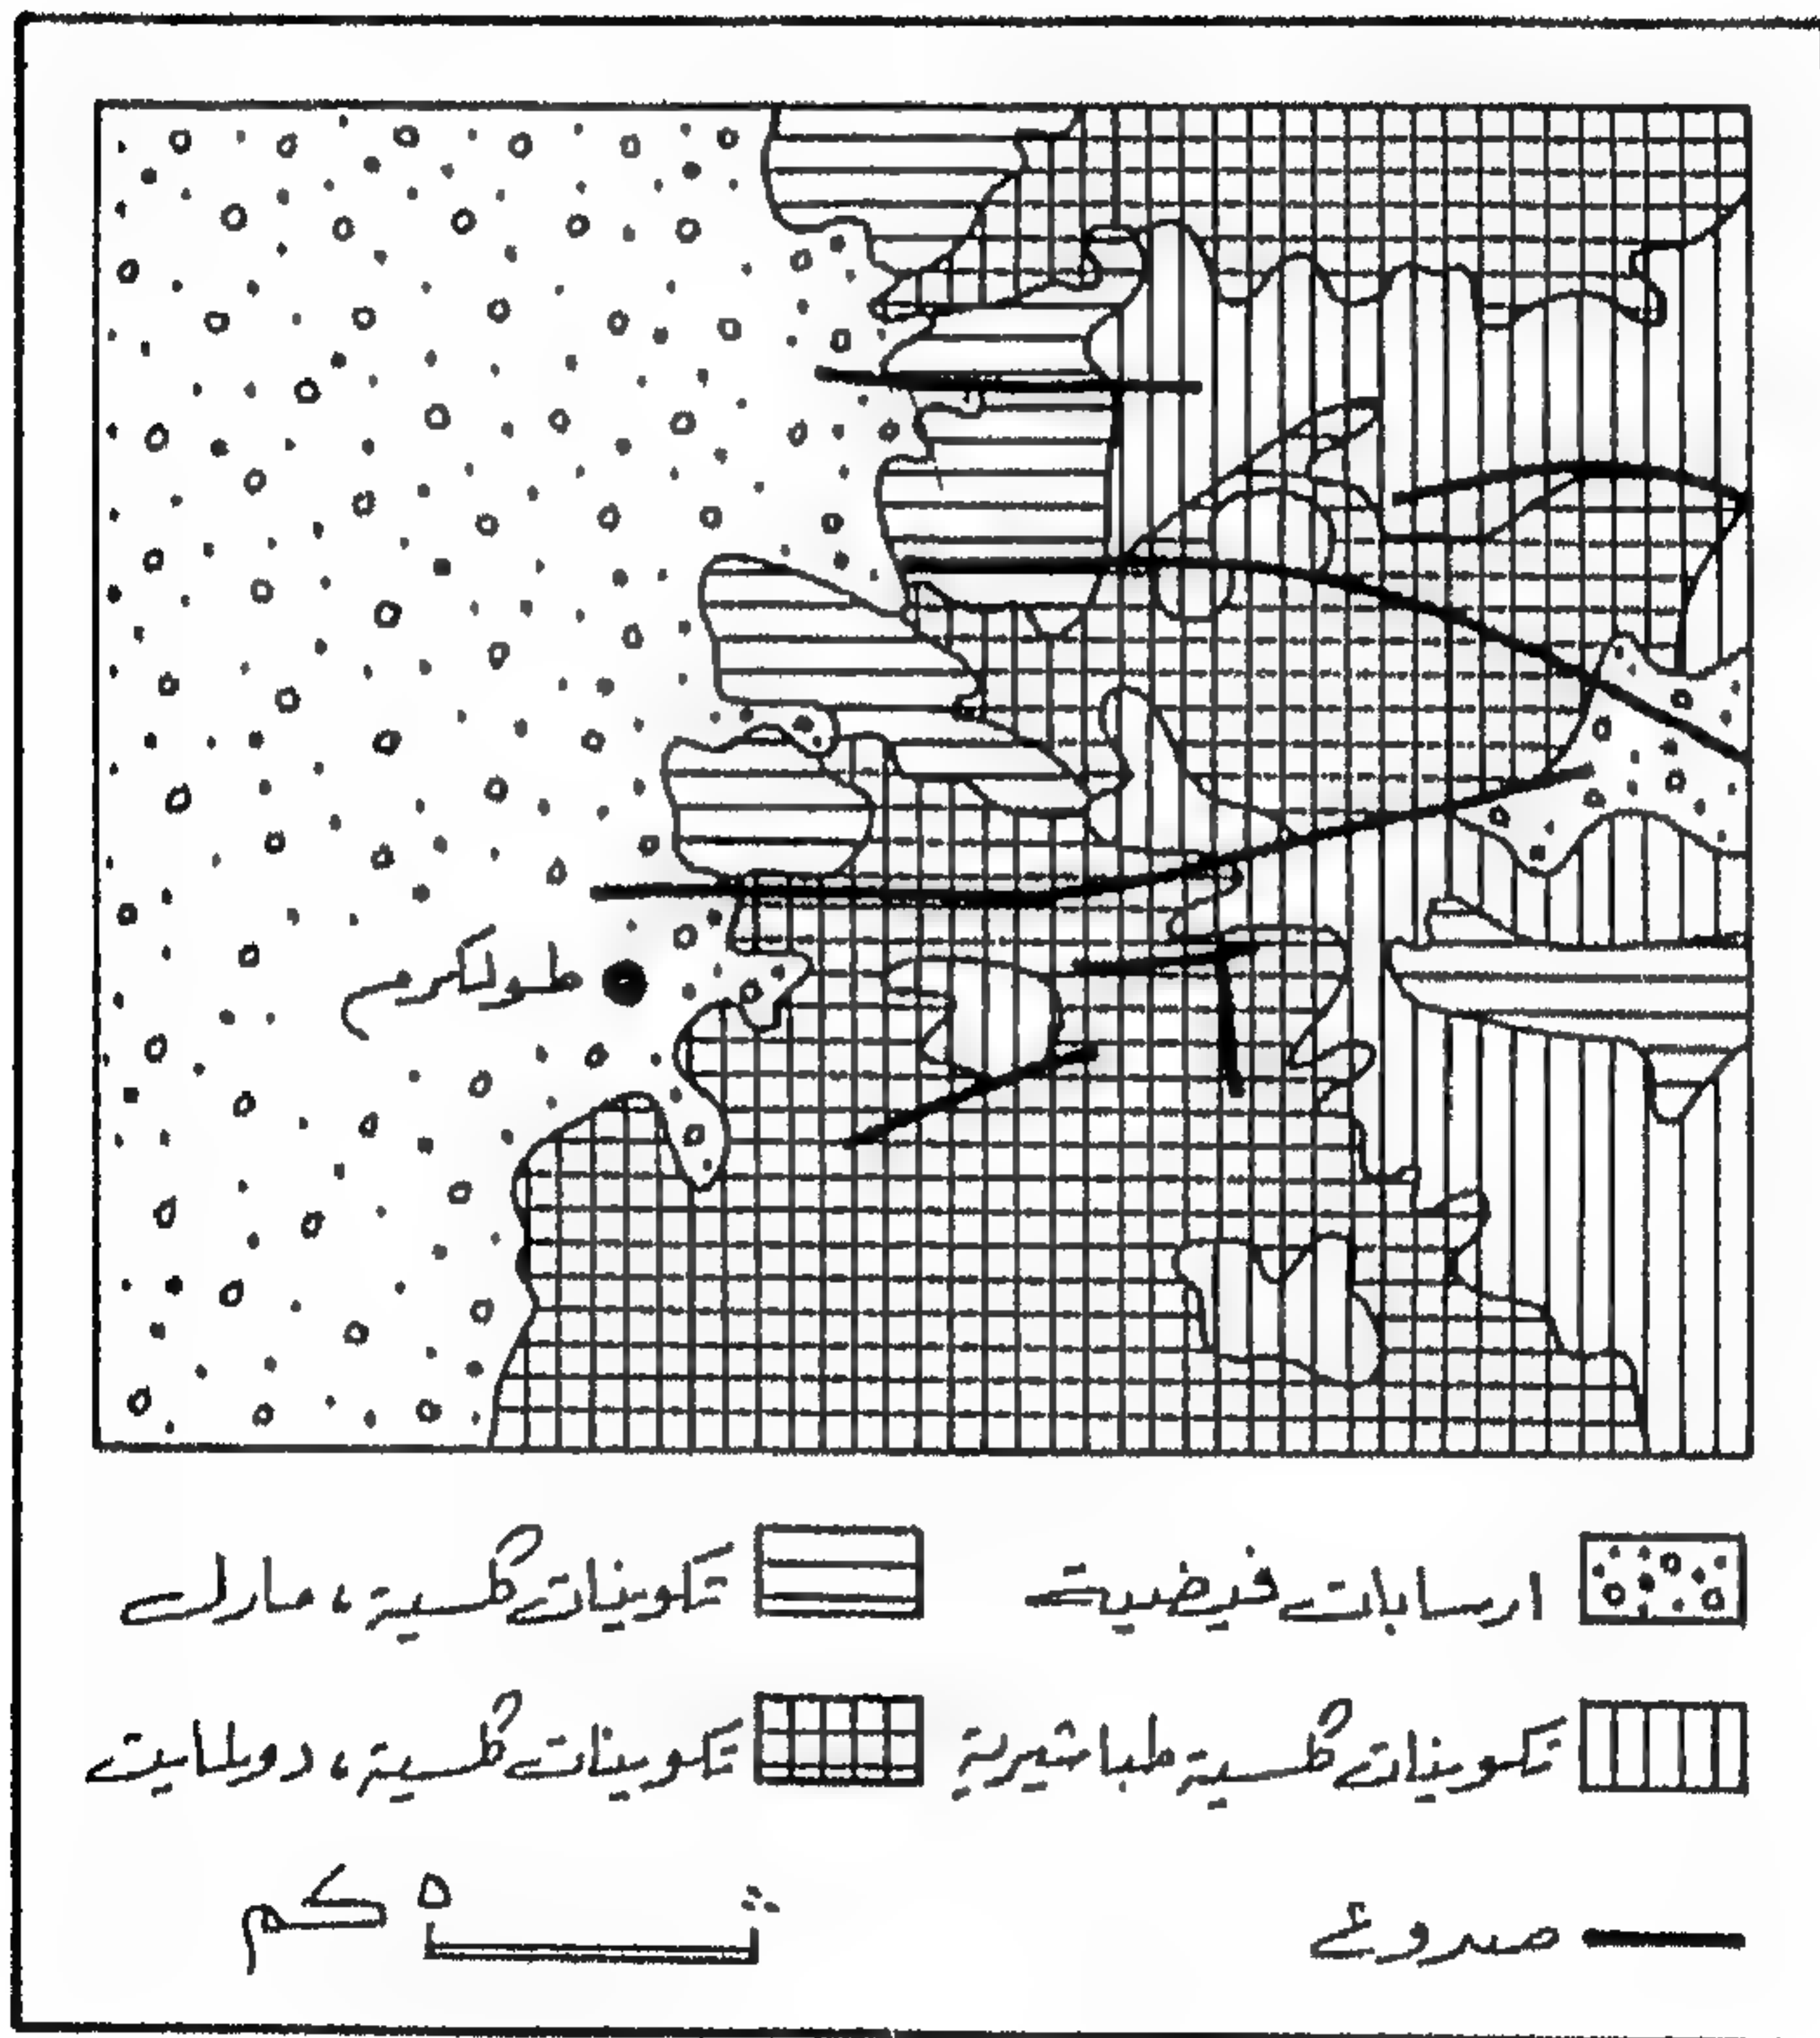 طولكرم
ارسابات فيضية
تكوينات كلسية ، مارل
تكوينات كلسية طباشيرية
تكوينات كلسية ، دولمايت
صدوع
٥ كم